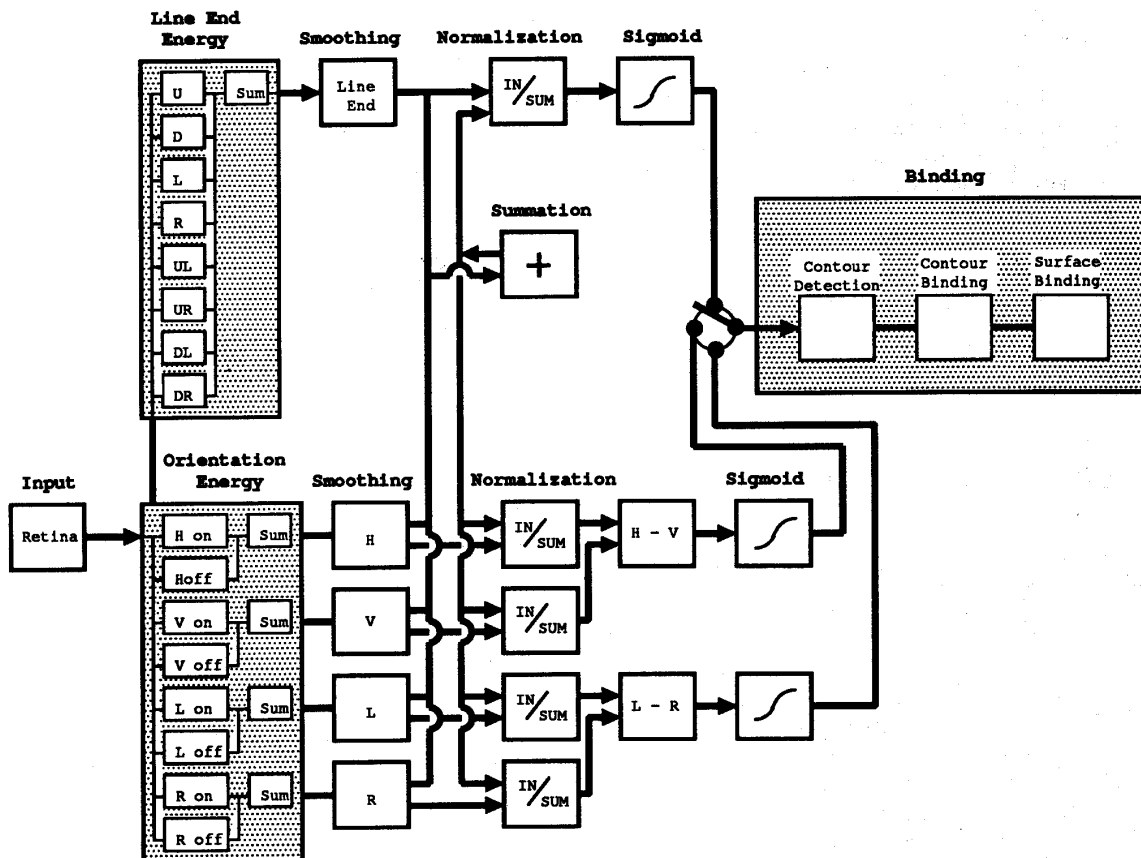 Line End
Energy
Smoothing
Normalization
Sigmoid
U
Sum
Line
End
IN/SUM
D
L
R
UL
UR
DL
DR
Summation
+
Binding
Contour
Detection
Contour
Binding
Surface
Binding
Input
Orientation
Energy
Smoothing
Normalization
Sigmoid
Retina
H on
Sum
H
IN/SUM
H - V
Hoff
V on
Sum
V
IN/SUM
V off
L on
Sum
L
IN/SUM
L - R
L off
R on
Sum
R
IN/SUM
R off